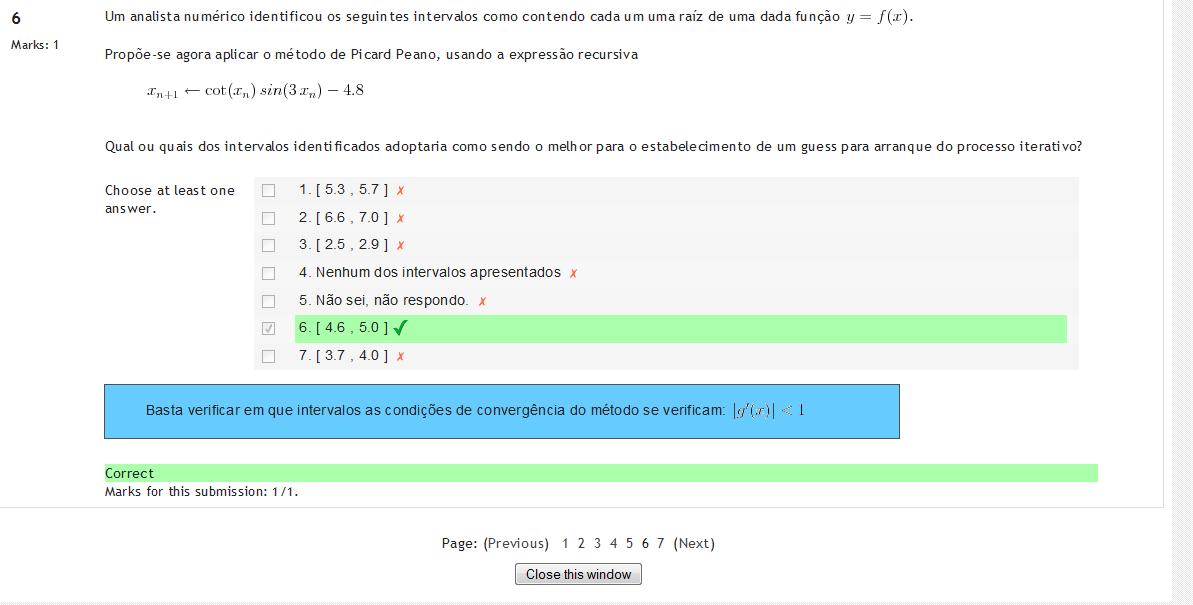 6
Marks: 1
Um analista numérico identificou os seguintes intervalos como contendo cada um uma raíz de uma dada função y = f(x).
Propõe-se agora aplicar o método de Picard Peano, usando a expressão recursiva
xₙ₊₁ ← cot(xₙ) sin(3 xₙ) − 4.8
Qual ou quais dos intervalos identificados adoptaria como sendo o melhor para o estabelecimento de um guess para arranque do processo iterativo?
Choose at least one
answer.
1. [ 5.3 , 5.7 ] ✗
2. [ 6.6 , 7.0 ] ✗
3. [ 2.5 , 2.9 ] ✗
4. Nenhum dos intervalos apresentados ✗
5. Não sei, não respondo. ✗
6. [ 4.6 , 5.0 ] ✓
7. [ 3.7 , 4.0 ] ✗
Basta verificar em que intervalos as condições de convergência do método se verificam: |g′(x)| < 1
Correct
Marks for this submission: 1/1.
Page: (Previous) 1 2 3 4 5 6 7 (Next)
Close this window